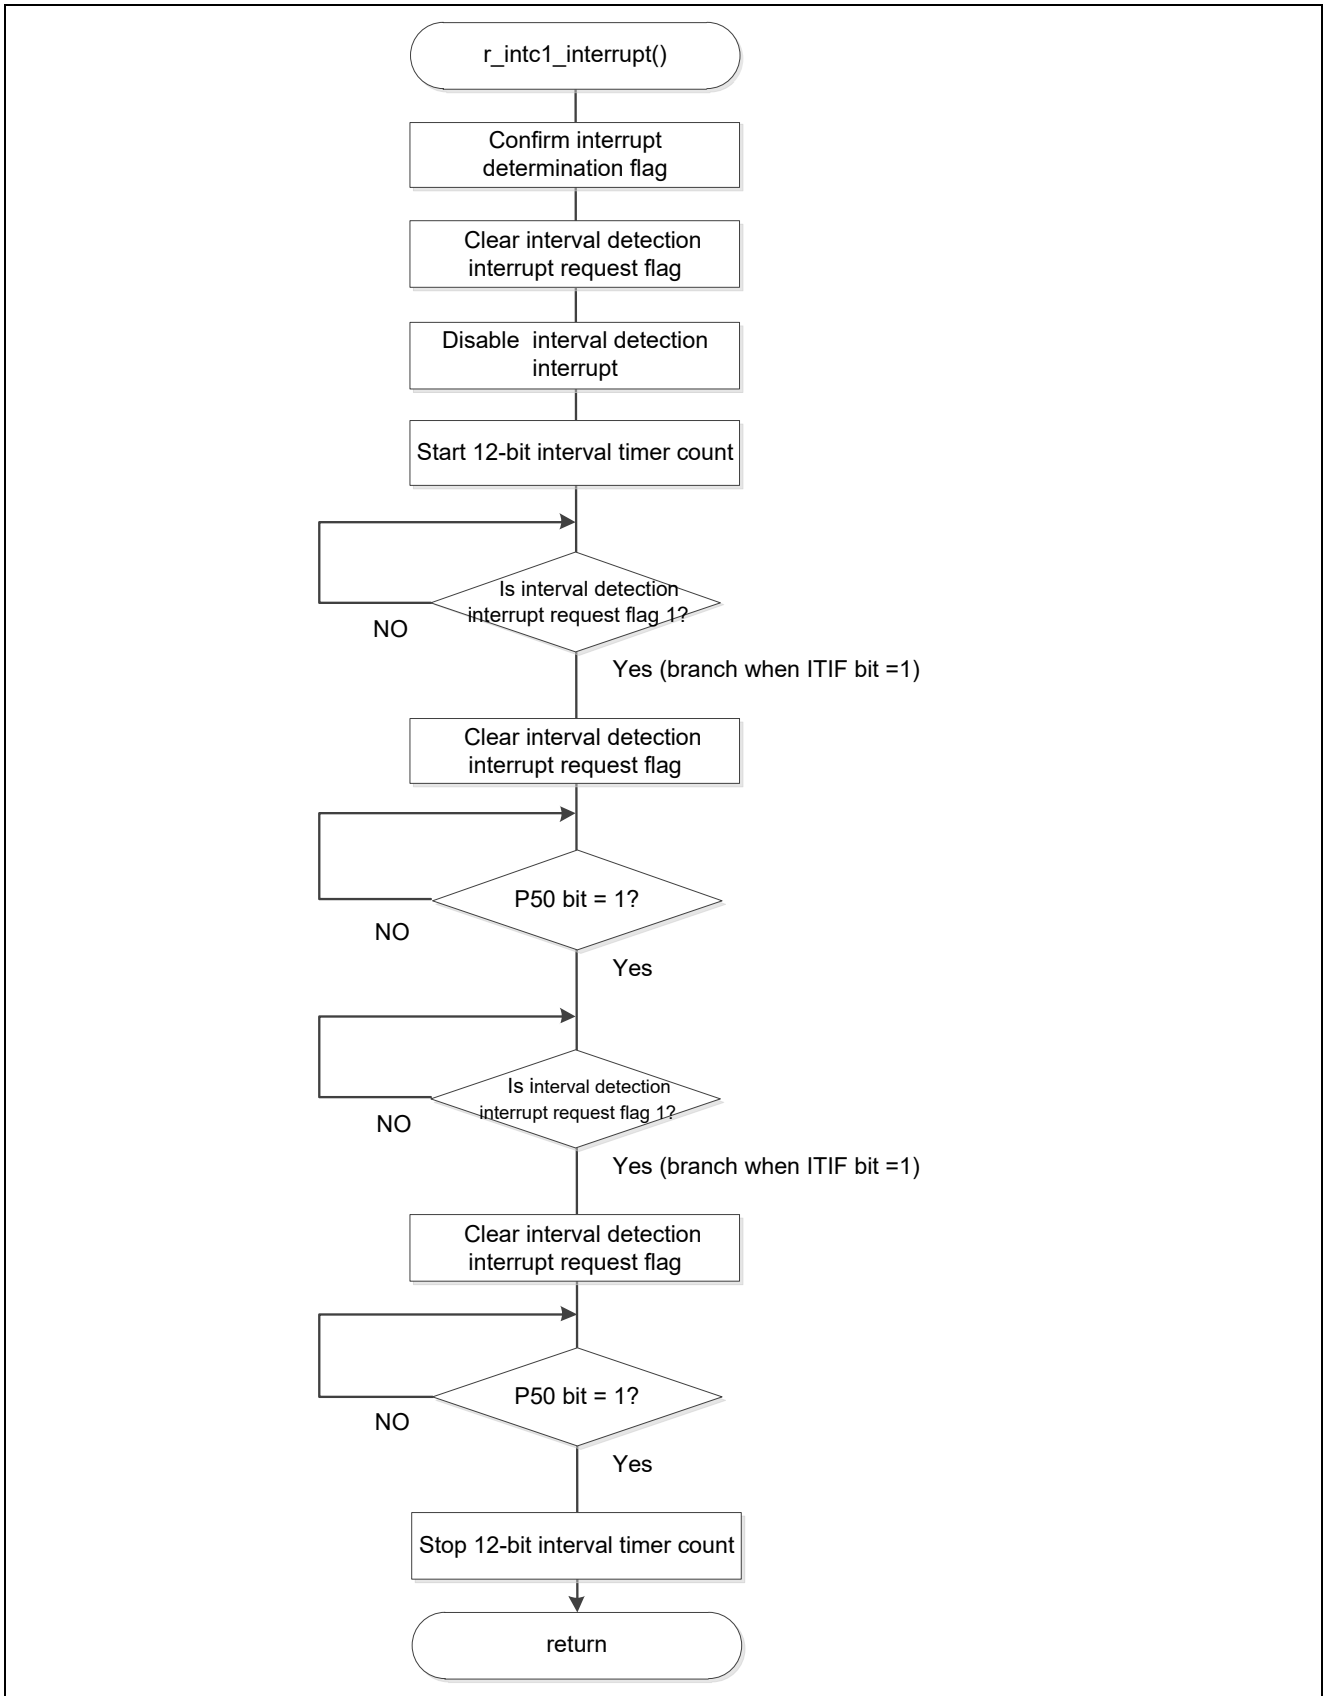 r_intc1_interrupt()
Confirm interrupt
determination flag
Clear interval detection
interrupt request flag
Disable  interval detection
interrupt
Start 12-bit interval timer count
Is interval detection
interrupt request flag 1?
NO
Yes (branch when ITIF bit =1)
Clear interval detection
interrupt request flag
P50 bit = 1?
NO
Yes
Is interval detection
interrupt request flag 1?
NO
Yes (branch when ITIF bit =1)
Clear interval detection
interrupt request flag
P50 bit = 1?
NO
Yes
Stop 12-bit interval timer count
return